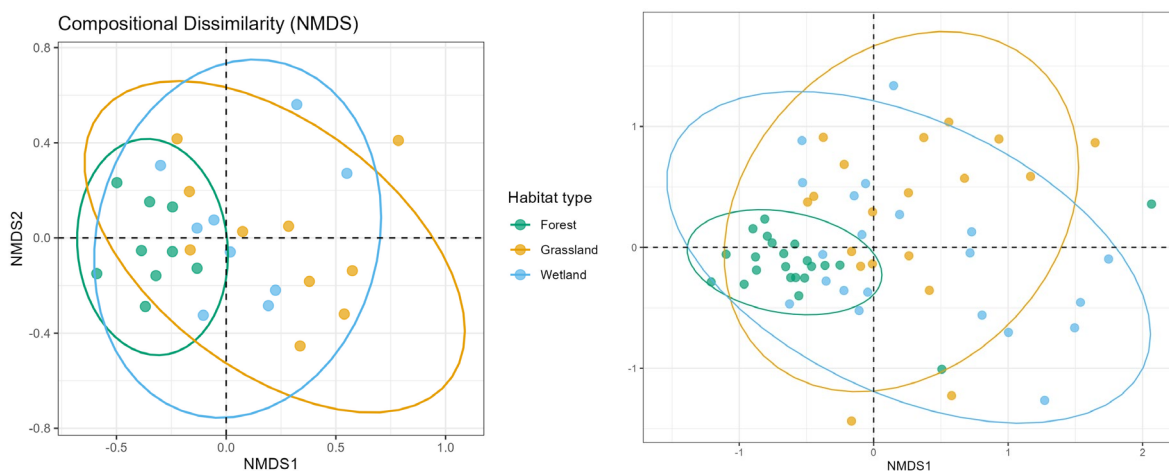 Compositional Dissimilarity (NMDS)
0.8
0.4
0.0
-0.4
-0.8
NMDS2
-0.5
0.0
0.5
1.0
NMDS1
Habitat type
Forest
Grassland
Wetland
1
0
-1
-1
0
1
2
NMDS1